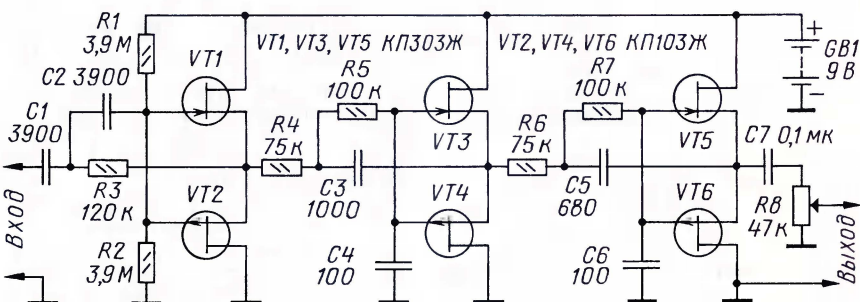 R1
3,9 М
VT1
VT1, VT3, VT5 КП303Ж
VT2, VT4, VT6 КП103Ж
+
GB1
9 В
−
C2 3900
R5
100 к
R7
100 к
C1
3900
R4
75 к
VT3
R6
75 к
VT5
C7 0,1 мк
R3
120 к
VT2
C3
1000
VT4
C5
680
VT6
R8
47 к
Вход
R2
3,9 М
C4
100
C6
100
Выход